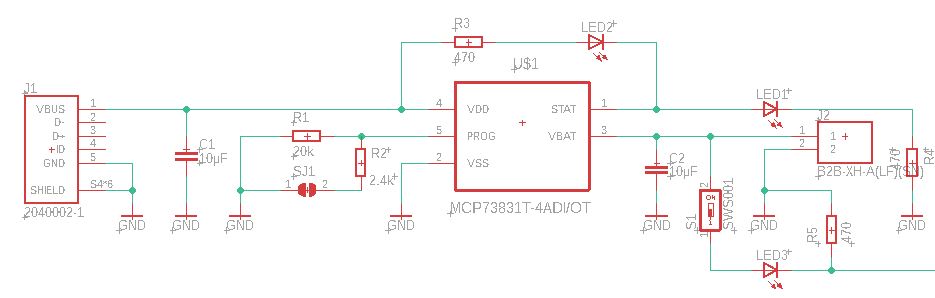 R3
470
LED2
U$1
J1
VBUS 1
D- 2
D+ 3
ID 4
GND 5
SHIELD S4*6
2040002-1
GND
C1
10µF
GND
R1
20k
R2
2.4k
SJ1
1 2
GND
4 VDD
5 PROG
2 VSS
STAT 1
VBAT 3
MCP73831T-4ADI/OT
GND
C2
10µF
GND
S1
2
ON
1
SWS001
LED1
J2
1 1
2 2
B2B-XH-A(LF)(SN)
470
R4
GND
GND
R5
470
LED3